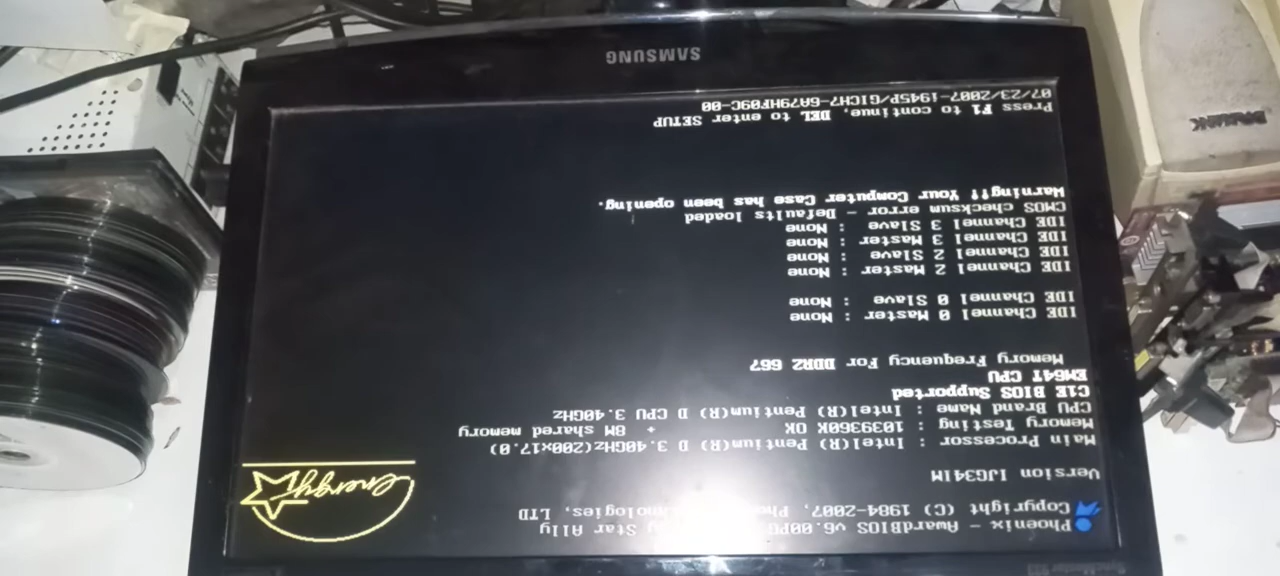 Phoenix - AwardBIOS v6.00PG Energy Star Ally
Copyright (C) 1984-2007, Phoenix Technologies, LTD
energy
Version IJG341M
Main Processor : Intel(R) Pentium(R) D 3.40GHz(200x17.0)
Memory Testing : 1039360K OK + 8M shared memory
CPU Brand Name : Intel(R) Pentium(R) D CPU 3.40GHz
C1E BIOS Supported
EM64T CPU
Memory Frequency For DDR2 667
IDE Channel 0 Master : None
IDE Channel 0 Slave : None
IDE Channel 2 Master : None
IDE Channel 2 Slave : None
IDE Channel 3 Master : None
IDE Channel 3 Slave : None
CMOS checksum error - Defaults loaded
Warning!! Your Computer Case has been opening.
Press F1 to continue, DEL to enter SETUP
07/23/2007-i945P/GICH7-6A79HF09C-00
SAMSUNG
SyncMaster